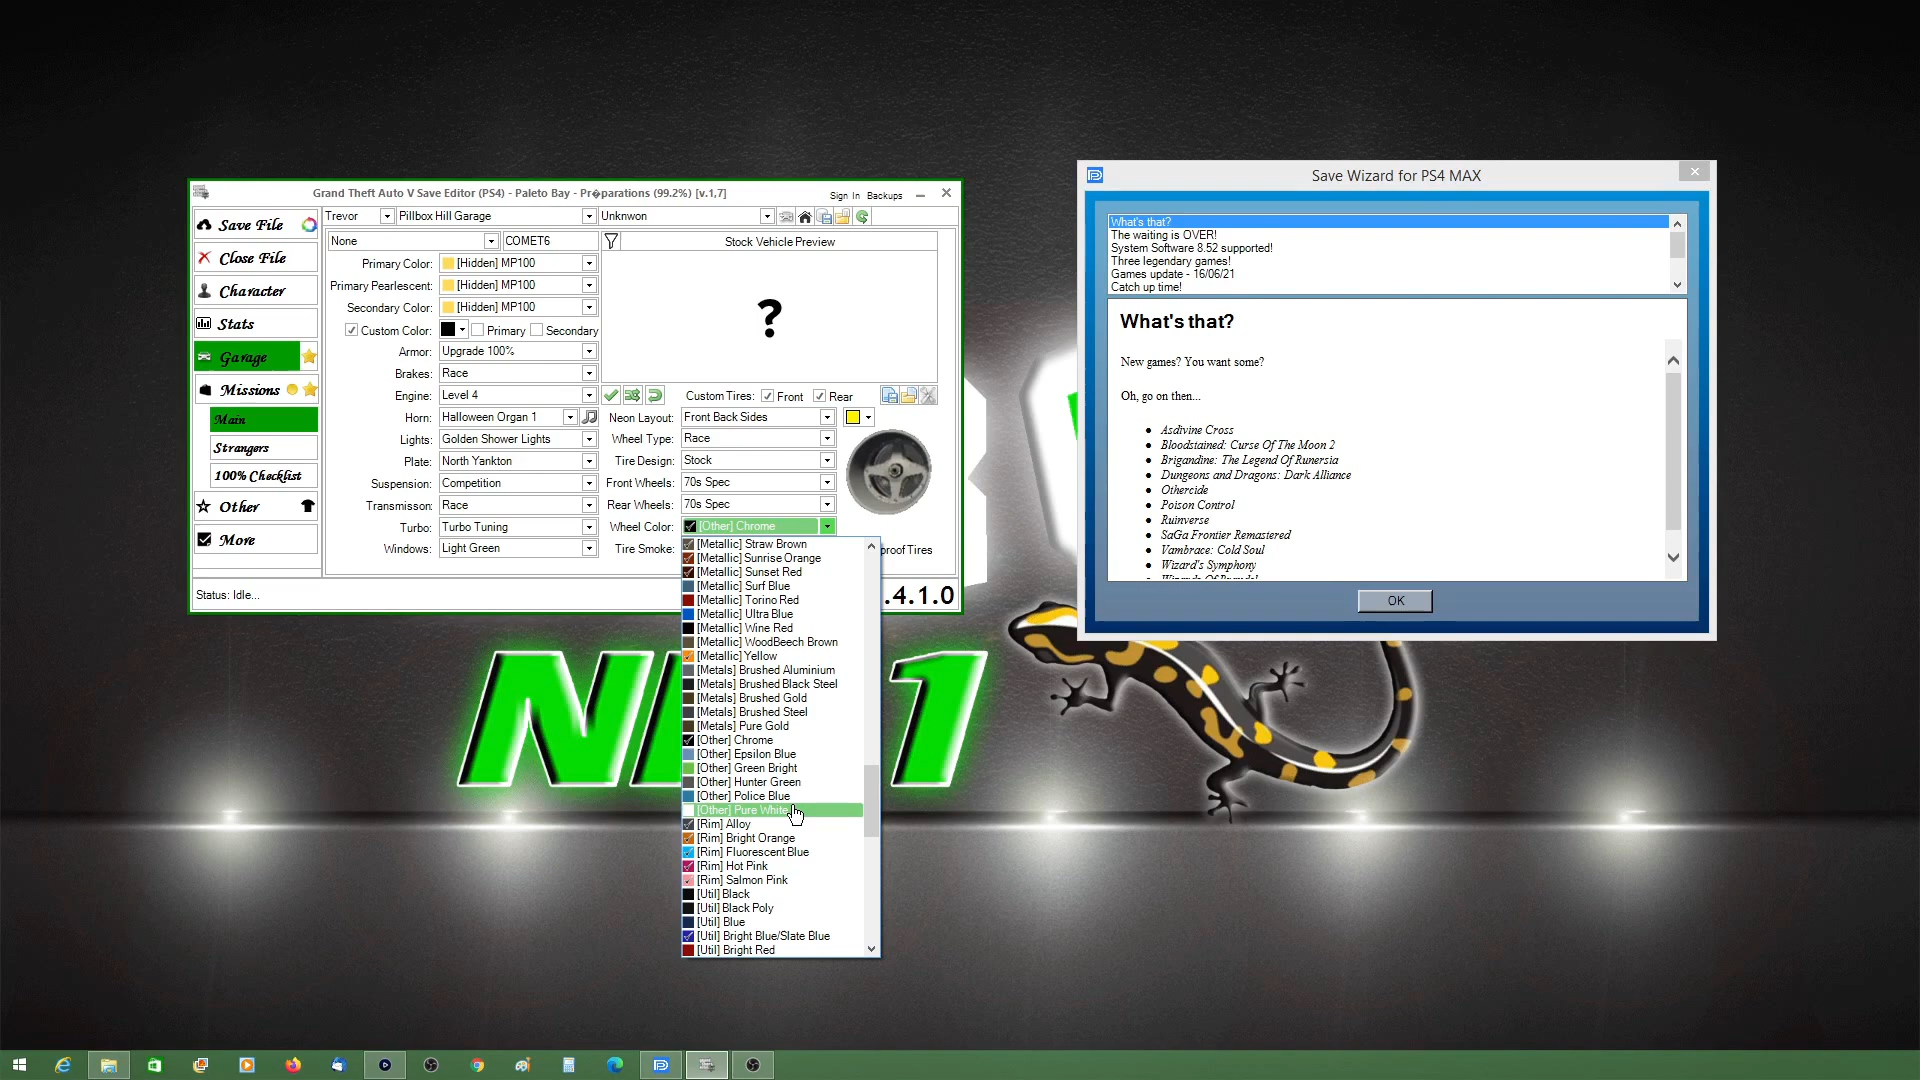 Grand Theft Auto V Save Editor (PS4) - Paleto Bay - Pr�parations (99.2%) [v.1,7]
Sign In Backups
Save File
Close File
Character
Stats
Garage
Missions
Main
Strangers
100% Checklist
Other
More
Trevor
Pillbox Hill Garage
Unknwon
None
COMET6
Stock Vehicle Preview
?
Primary Color: [Hidden] MP100
Primary Pearlescent: [Hidden] MP100
Secondary Color: [Hidden] MP100
Custom Color: Primary Secondary
Armor: Upgrade 100%
Brakes: Race
Engine: Level 4
Horn: Halloween Organ 1
Lights: Golden Shower Lights
Plate: North Yankton
Suspension: Competition
Transmisson: Race
Turbo: Turbo Tuning
Windows: Light Green
Custom Tires: Front Rear
Neon Layout: Front Back Sides
Wheel Type: Race
Tire Design: Stock
Front Wheels: 70s Spec
Rear Wheels: 70s Spec
Wheel Color: [Other] Chrome
Tire Smoke:
proof Tires
Status: Idle...
.4.1.0
[Metallic] Straw Brown
[Metallic] Sunrise Orange
[Metallic] Sunset Red
[Metallic] Surf Blue
[Metallic] Torino Red
[Metallic] Ultra Blue
[Metallic] Wine Red
[Metallic] WoodBeech Brown
[Metallic] Yellow
[Metals] Brushed Aluminium
[Metals] Brushed Black Steel
[Metals] Brushed Gold
[Metals] Brushed Steel
[Metals] Pure Gold
[Other] Chrome
[Other] Epsilon Blue
[Other] Green Bright
[Other] Hunter Green
[Other] Police Blue
[Other] Pure White
[Rim] Alloy
[Rim] Bright Orange
[Rim] Fluorescent Blue
[Rim] Hot Pink
[Rim] Salmon Pink
[Util] Black
[Util] Black Poly
[Util] Blue
[Util] Bright Blue/Slate Blue
[Util] Bright Red
Save Wizard for PS4 MAX
What's that?
The waiting is OVER!
System Software 8.52 supported!
Three legendary games!
Games update - 16/06/21
Catch up time!
What's that?
New games? You want some?
Oh, go on then...
Asdivine Cross
Bloodstained: Curse Of The Moon 2
Brigandine: The Legend Of Runersia
Dungeons and Dragons: Dark Alliance
Othercide
Poison Control
Ruinverse
SaGa Frontier Remastered
Vambrace: Cold Soul
Wizard's Symphony
OK